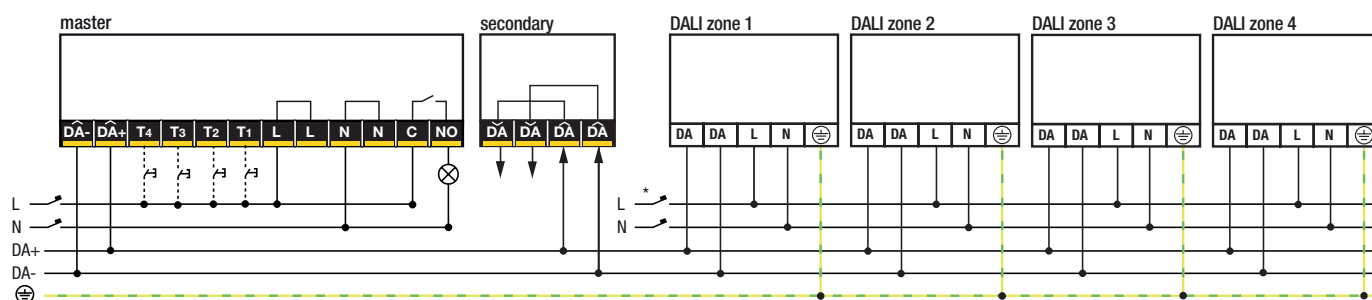 master secondary DALI zone 1 DALI zone 2 DALI zone 3 DALI zone 4
DA- DA+ T4 T3 T2 T1 L L N N C NO DA DA DA DA DA DA L N DA DA L N DA DA L N DA DA L N
L L *
N N
DA+
DA-